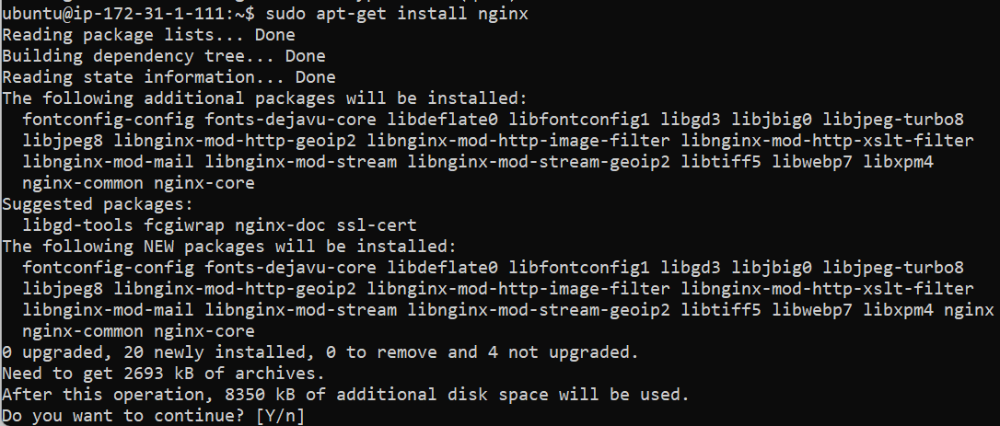 ubuntu@ip-172-31-1-111:~$ sudo apt-get install nginx
Reading package lists... Done
Building dependency tree... Done
Reading state information... Done
The following additional packages will be installed:
  fontconfig-config fonts-dejavu-core libdeflate0 libfontconfig1 libgd3 libjbig0 libjpeg-turbo8
  libjpeg8 libnginx-mod-http-geoip2 libnginx-mod-http-image-filter libnginx-mod-http-xslt-filter
  libnginx-mod-mail libnginx-mod-stream libnginx-mod-stream-geoip2 libtiff5 libwebp7 libxpm4
  nginx-common nginx-core
Suggested packages:
  libgd-tools fcgiwrap nginx-doc ssl-cert
The following NEW packages will be installed:
  fontconfig-config fonts-dejavu-core libdeflate0 libfontconfig1 libgd3 libjbig0 libjpeg-turbo8
  libjpeg8 libnginx-mod-http-geoip2 libnginx-mod-http-image-filter libnginx-mod-http-xslt-filter
  libnginx-mod-mail libnginx-mod-stream libnginx-mod-stream-geoip2 libtiff5 libwebp7 libxpm4 nginx
  nginx-common nginx-core
0 upgraded, 20 newly installed, 0 to remove and 4 not upgraded.
Need to get 2693 kB of archives.
After this operation, 8350 kB of additional disk space will be used.
Do you want to continue? [Y/n]